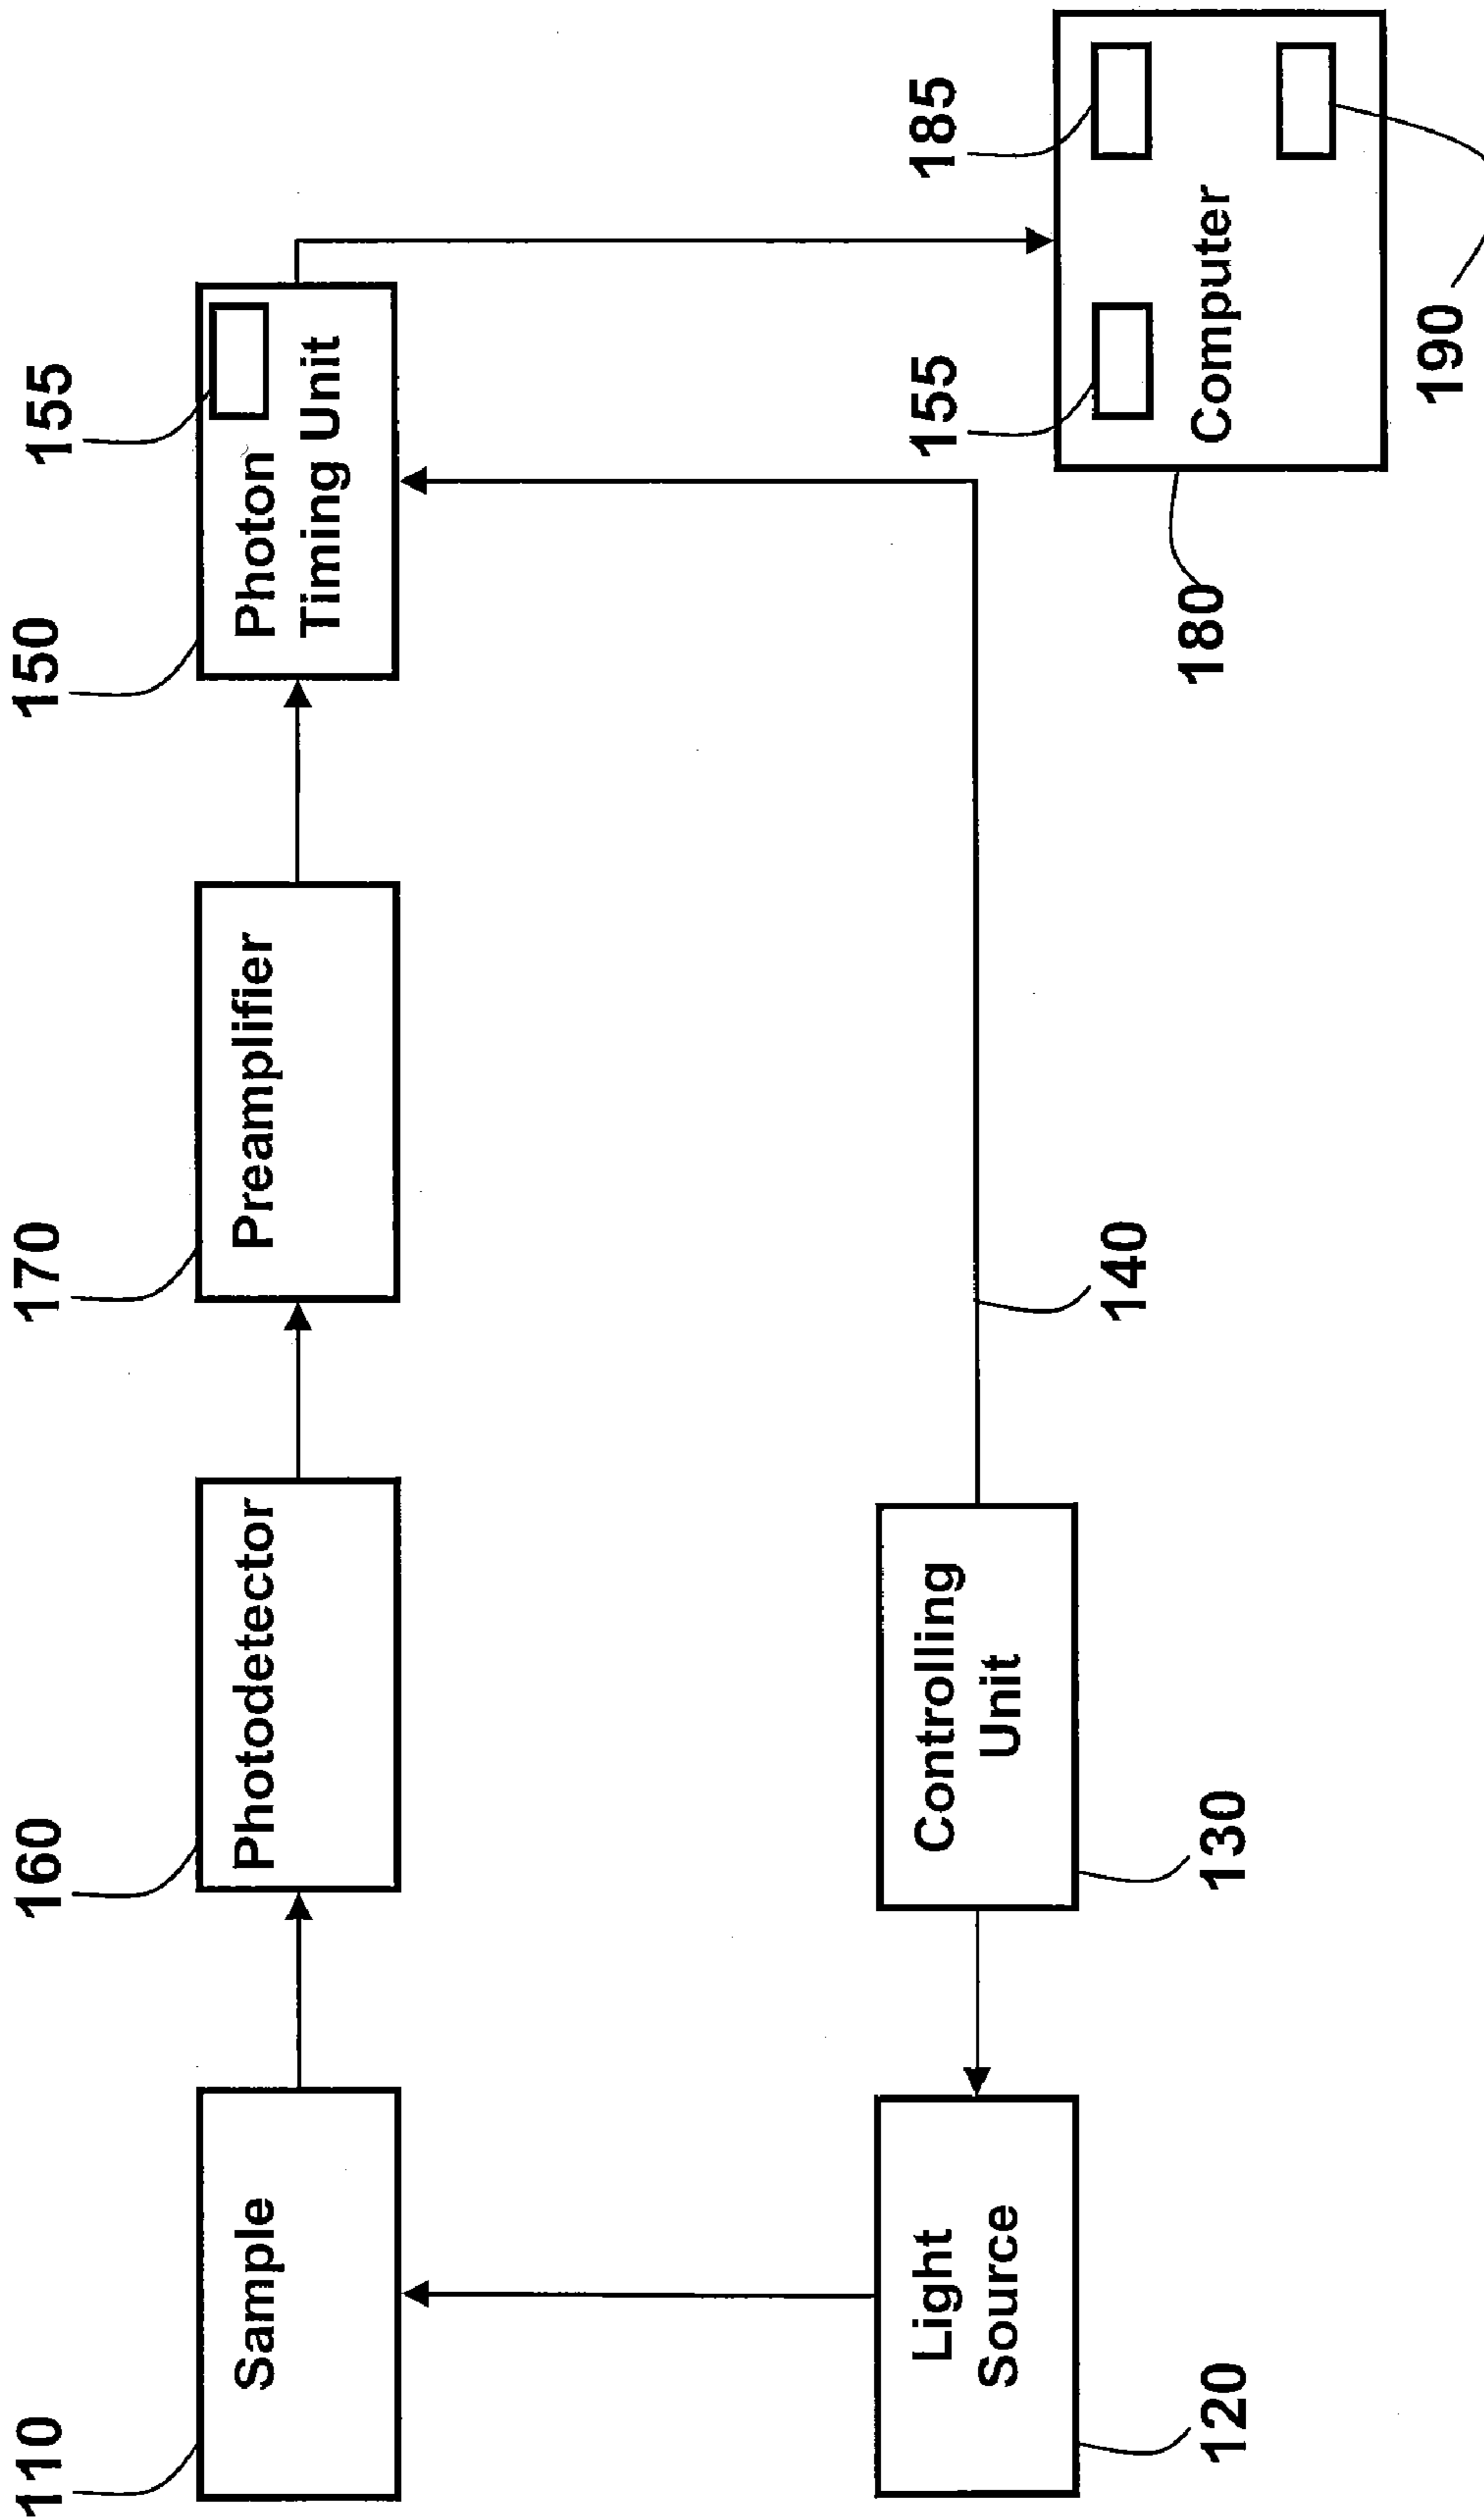 110
Sample
160
Photodetector
170
Preamplifier
150
155
Photon
Timing Unit
120
Light
Source
130
Controlling
Unit
140
180
155
185
Computer
190